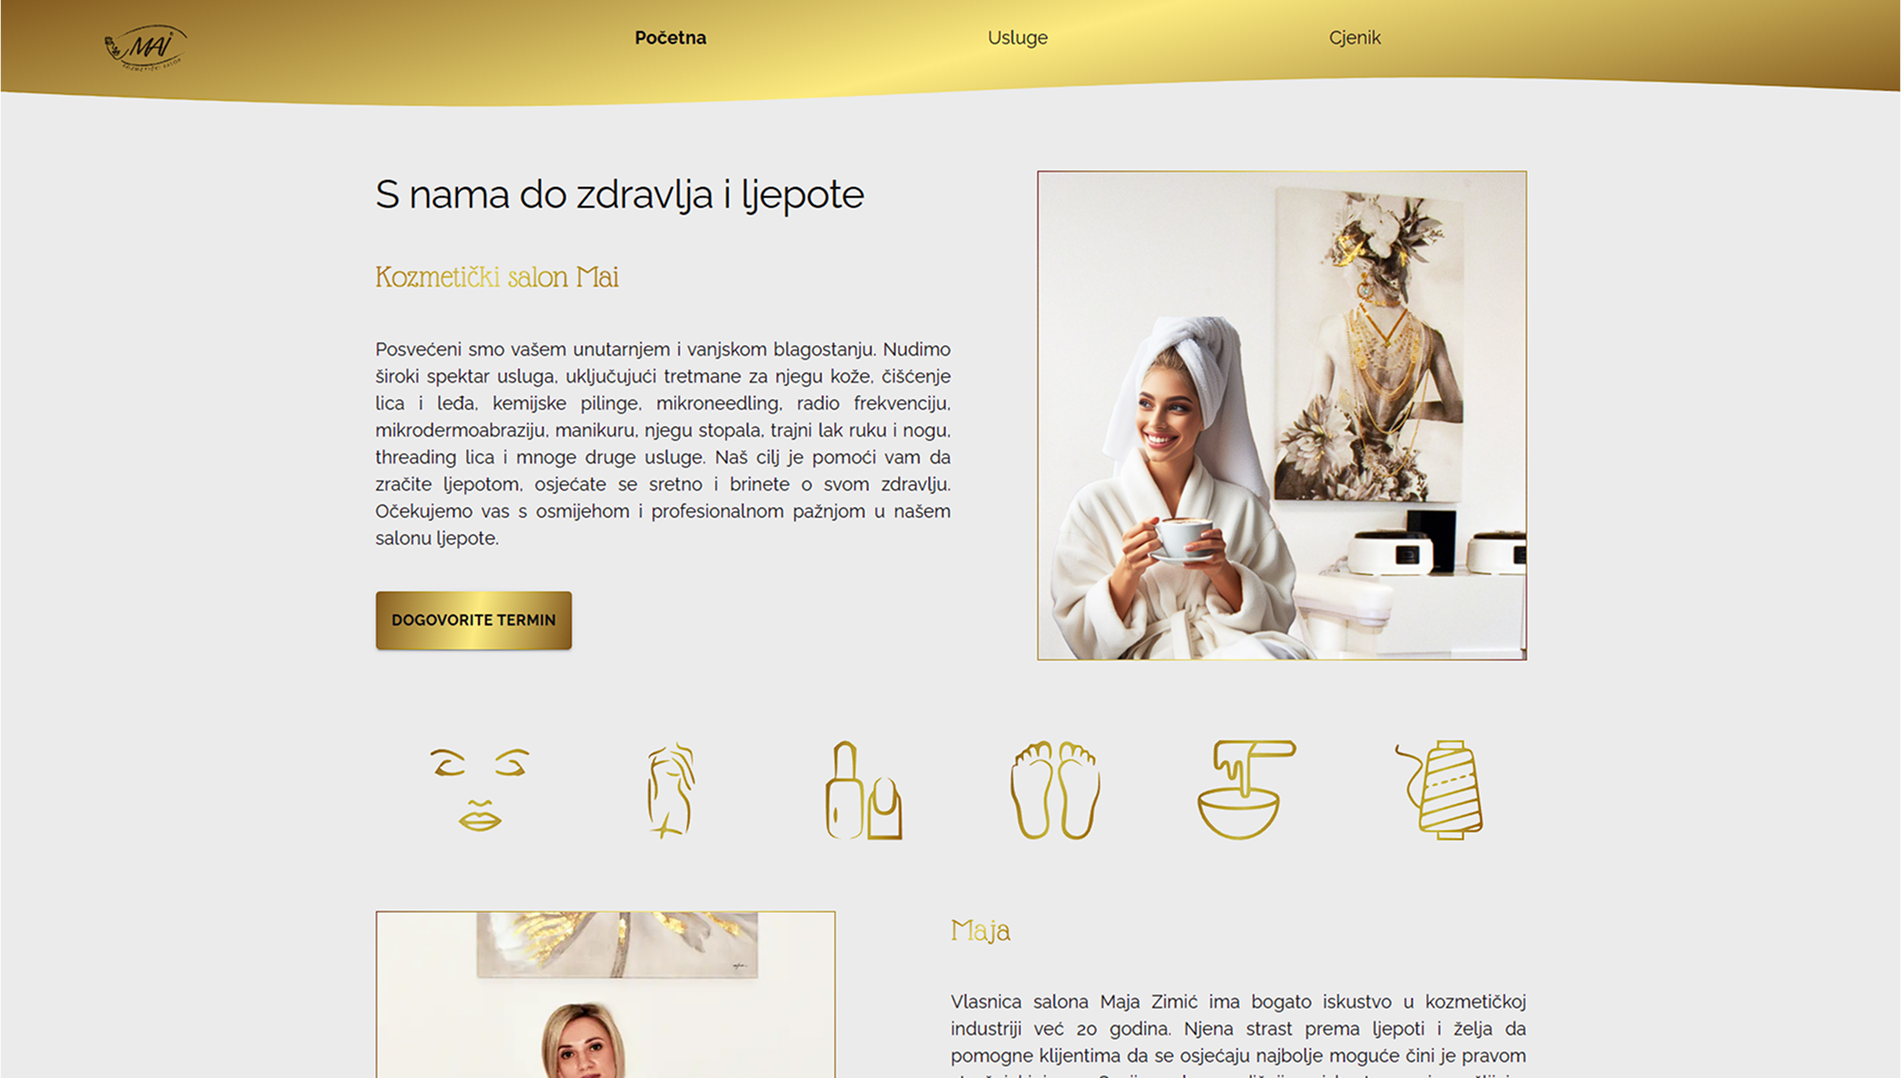 MAI
KOZMETIČKI SALON
Početna
Usluge
Cjenik
S nama do zdravlja i ljepote
Kozmetički salon Mai
Posvećeni smo vašem unutarnjem i vanjskom blagostanju. Nudimo
široki spektar usluga, uključujući tretmane za njegu kože, čišćenje
lica i leđa, kemijske pilinge, mikroneedling, radio frekvenciju,
mikrodermoabraziju, manikuru, njegu stopala, trajni lak ruku i nogu,
threading lica i mnoge druge usluge. Naš cilj je pomoći vam da
zračite ljepotom, osjećate se sretno i brinete o svom zdravlju.
Očekujemo vas s osmijehom i profesionalnom pažnjom u našem
salonu ljepote.
DOGOVORITE TERMIN
Maja
Vlasnica salona Maja Zimić ima bogato iskustvo u kozmetičkoj
industriji već 20 godina. Njena strast prema ljepoti i želja da
pomogne klijentima da se osjećaju najbolje moguće čini je pravom